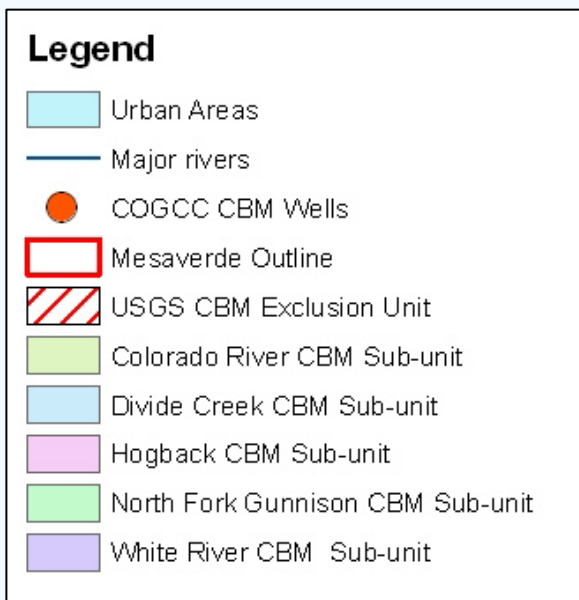 Legend
Urban Areas
Major rivers
COGCC CBM Wells
Mesaverde Outline
USGS CBM Exclusion Unit
Colorado River CBM Sub-unit
Divide Creek CBM Sub-unit
Hogback CBM Sub-unit
North Fork Gunnison CBM Sub-unit
White River CBM  Sub-unit